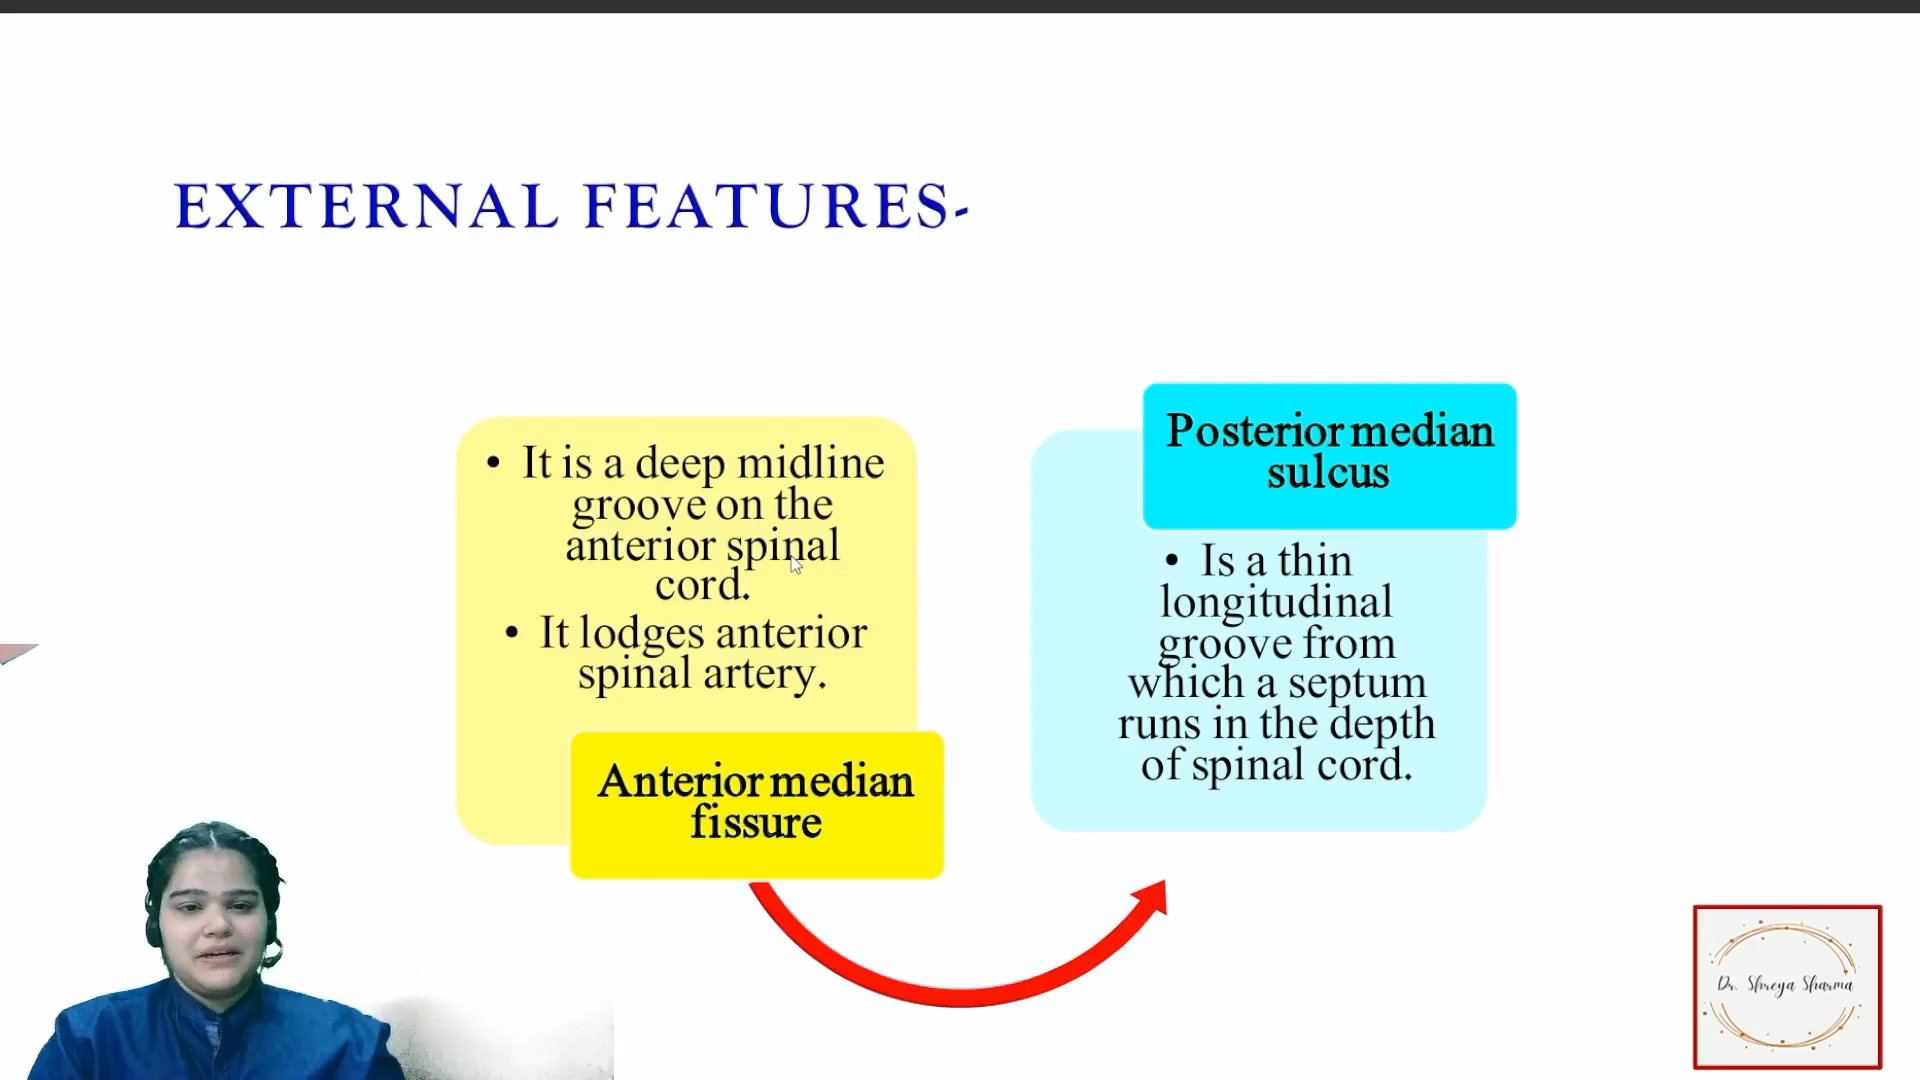 EXTERNAL FEATURES-
• It is a deep midline
groove on the
anterior spinal
cord.
• It lodges anterior
spinal artery.
Anterior median
fissure
Posterior median
sulcus
• Is a thin
longitudinal
groove from
which a septum
runs in the depth
of spinal cord.
Dr. Shreya Sharma